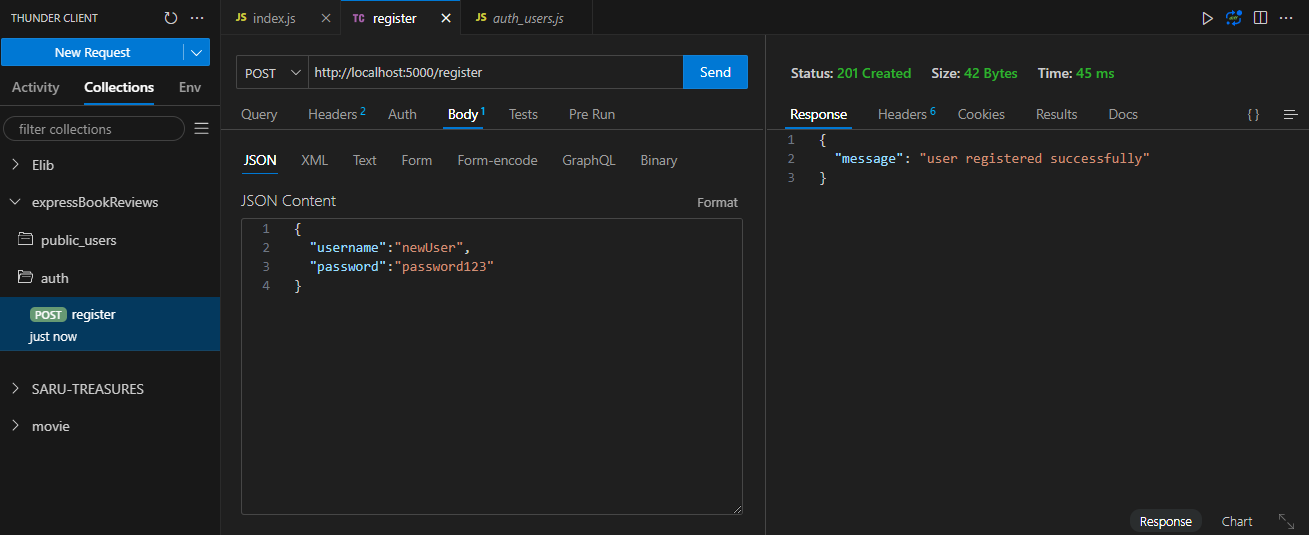 THUNDER CLIENT
New Request
Activity Collections Env
filter collections
Elib
expressBookReviews
public_users
auth
POST register
just now
SARU-TREASURES
movie
JS index.js
TC register
JS auth_users.js
POST http://localhost:5000/register Send
Query Headers 2 Auth Body 1 Tests Pre Run
JSON XML Text Form Form-encode GraphQL Binary
JSON Content Format
1 {
2 "username":"newUser",
3 "password":"password123"
4 }
Status: 201 Created Size: 42 Bytes Time: 45 ms
Response Headers 6 Cookies Results Docs { }
1 {
2 "message": "user registered successfully"
3 }
Response Chart